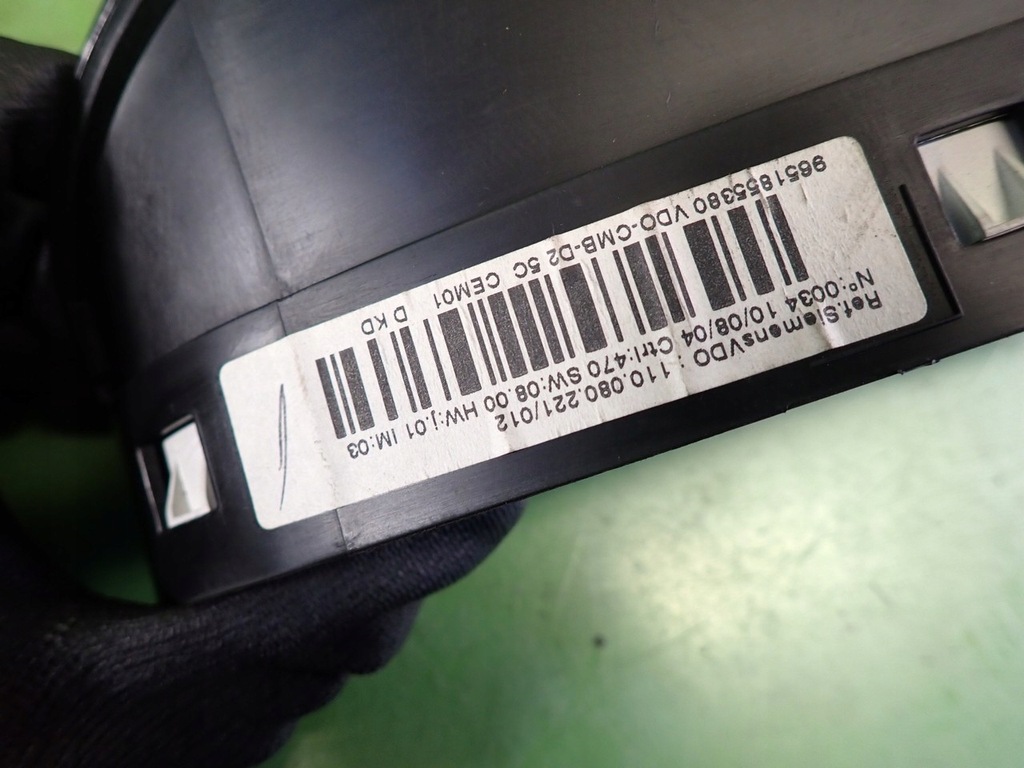 Ref.SiemensVDO : 110.080.221/012
N°:0034 10/08/04 Ctrl:470 SW:08.00 HW:j.01 IM:03
9651855380 VDO-CMB-D2 5C CEM01
D KD